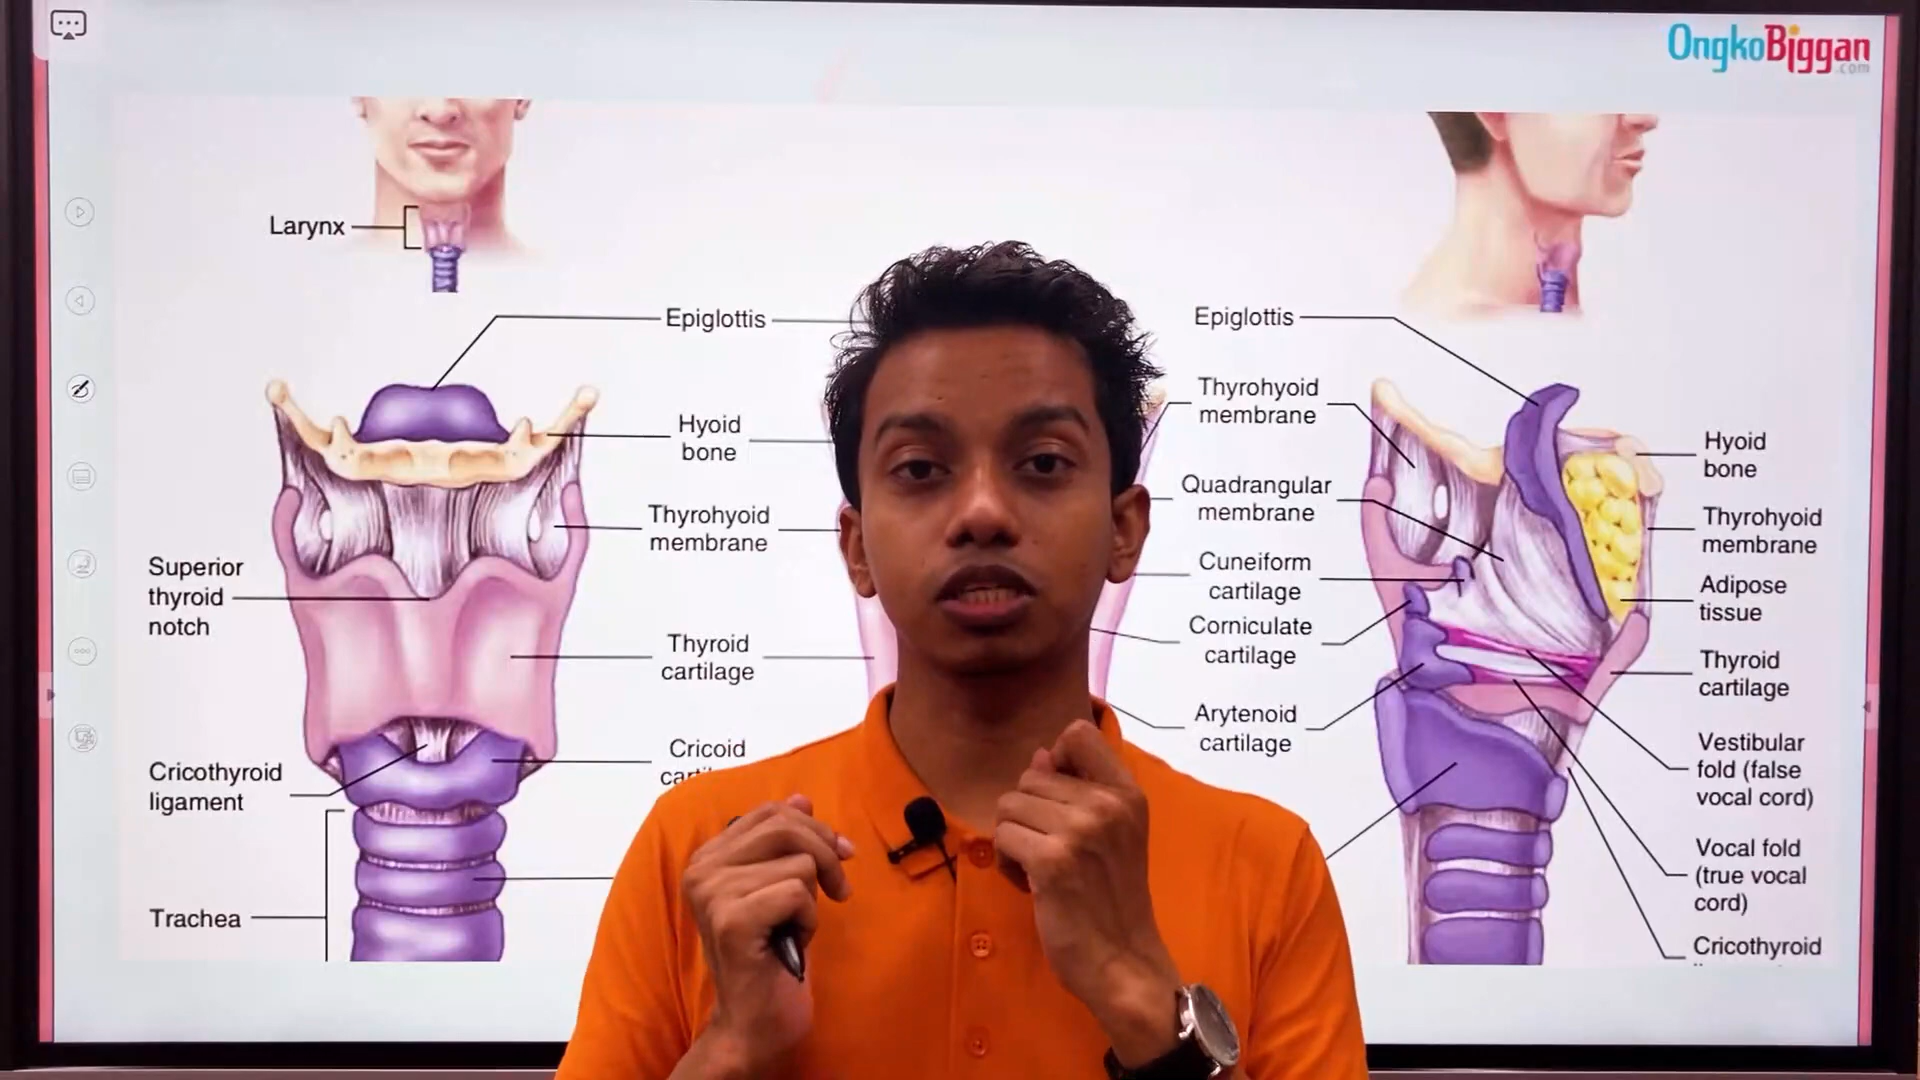 OngkoBiggan
.com
Larynx
Epiglottis
Hyoid
bone
Thyrohyoid
membrane
Superior
thyroid
notch
Thyroid
cartilage
Cricoid
Cricothyroid
ligament
Trachea
Epiglottis
Thyrohyoid
membrane
Quadrangular
membrane
Cuneiform
cartilage
Corniculate
cartilage
Arytenoid
cartilage
Hyoid
bone
Thyrohyoid
membrane
Adipose
tissue
Thyroid
cartilage
Vestibular
fold (false
vocal cord)
Vocal fold
(true vocal
cord)
Cricothyroid